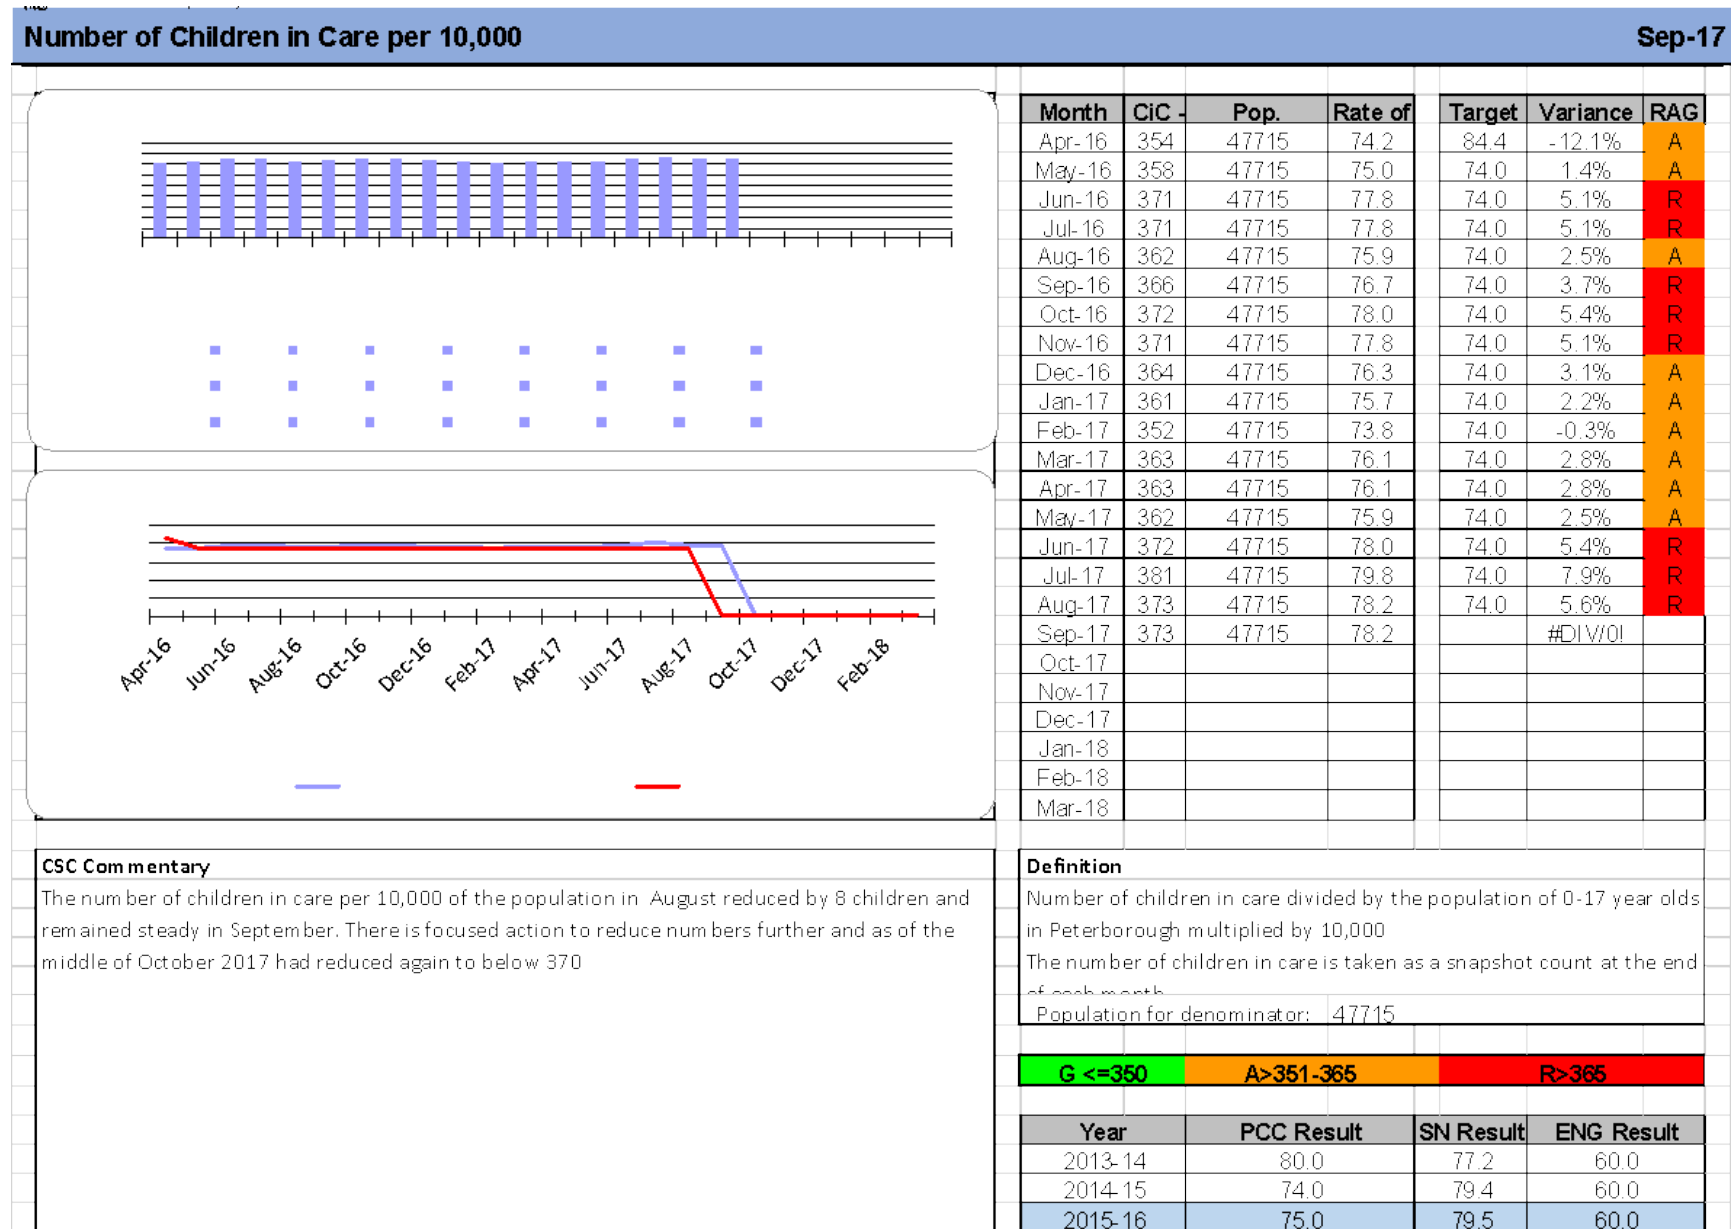 Number of Children in Care per 10,000 Sep-17
Month CiC - Pop. Rate of Target Variance RAG
Apr-16 354 47715 74.2 84.4 -12.1% A
May-16 358 47715 75.0 74.0 1.4% A
Jun-16 371 47715 77.8 74.0 5.1% R
Jul-16 371 47715 77.8 74.0 5.1% R
Aug-16 362 47715 75.9 74.0 2.5% A
Sep-16 366 47715 76.7 74.0 3.7% R
Oct-16 372 47715 78.0 74.0 5.4% R
Nov-16 371 47715 77.8 74.0 5.1% R
Dec-16 364 47715 76.3 74.0 3.1% A
Jan-17 361 47715 75.7 74.0 2.2% A
Feb-17 352 47715 73.8 74.0 -0.3% A
Mar-17 363 47715 76.1 74.0 2.8% A
Apr-17 363 47715 76.1 74.0 2.8% A
May-17 362 47715 75.9 74.0 2.5% A
Jun-17 372 47715 78.0 74.0 5.4% R
Jul-17 381 47715 79.8 74.0 7.9% R
Aug-17 373 47715 78.2 74.0 5.6% R
Sep-17 373 47715 78.2 #DIV/0!
Oct-17
Nov-17
Dec-17
Jan-18
Feb-18
Mar-18
Apr-16 Jun-16 Aug-16 Oct-16 Dec-16 Feb-17 Apr-17 Jun-17 Aug-17 Oct-17 Dec-17 Feb-18
CSC Commentary
The number of children in care per 10,000 of the population in August reduced by 8 children and
remained steady in September. There is focused action to reduce numbers further and as of the
middle of October 2017 had reduced again to below 370
Definition
Number of children in care divided by the population of 0-17 year olds
in Peterborough multiplied by 10,000
The number of children in care is taken as a snapshot count at the end
of each month
Population for denominator: 47715
G <=350 A>351-365 R>365
Year PCC Result SN Result ENG Result
2013-14 80.0 77.2 60.0
2014-15 74.0 79.4 60.0
2015-16 75.0 79.5 60.0